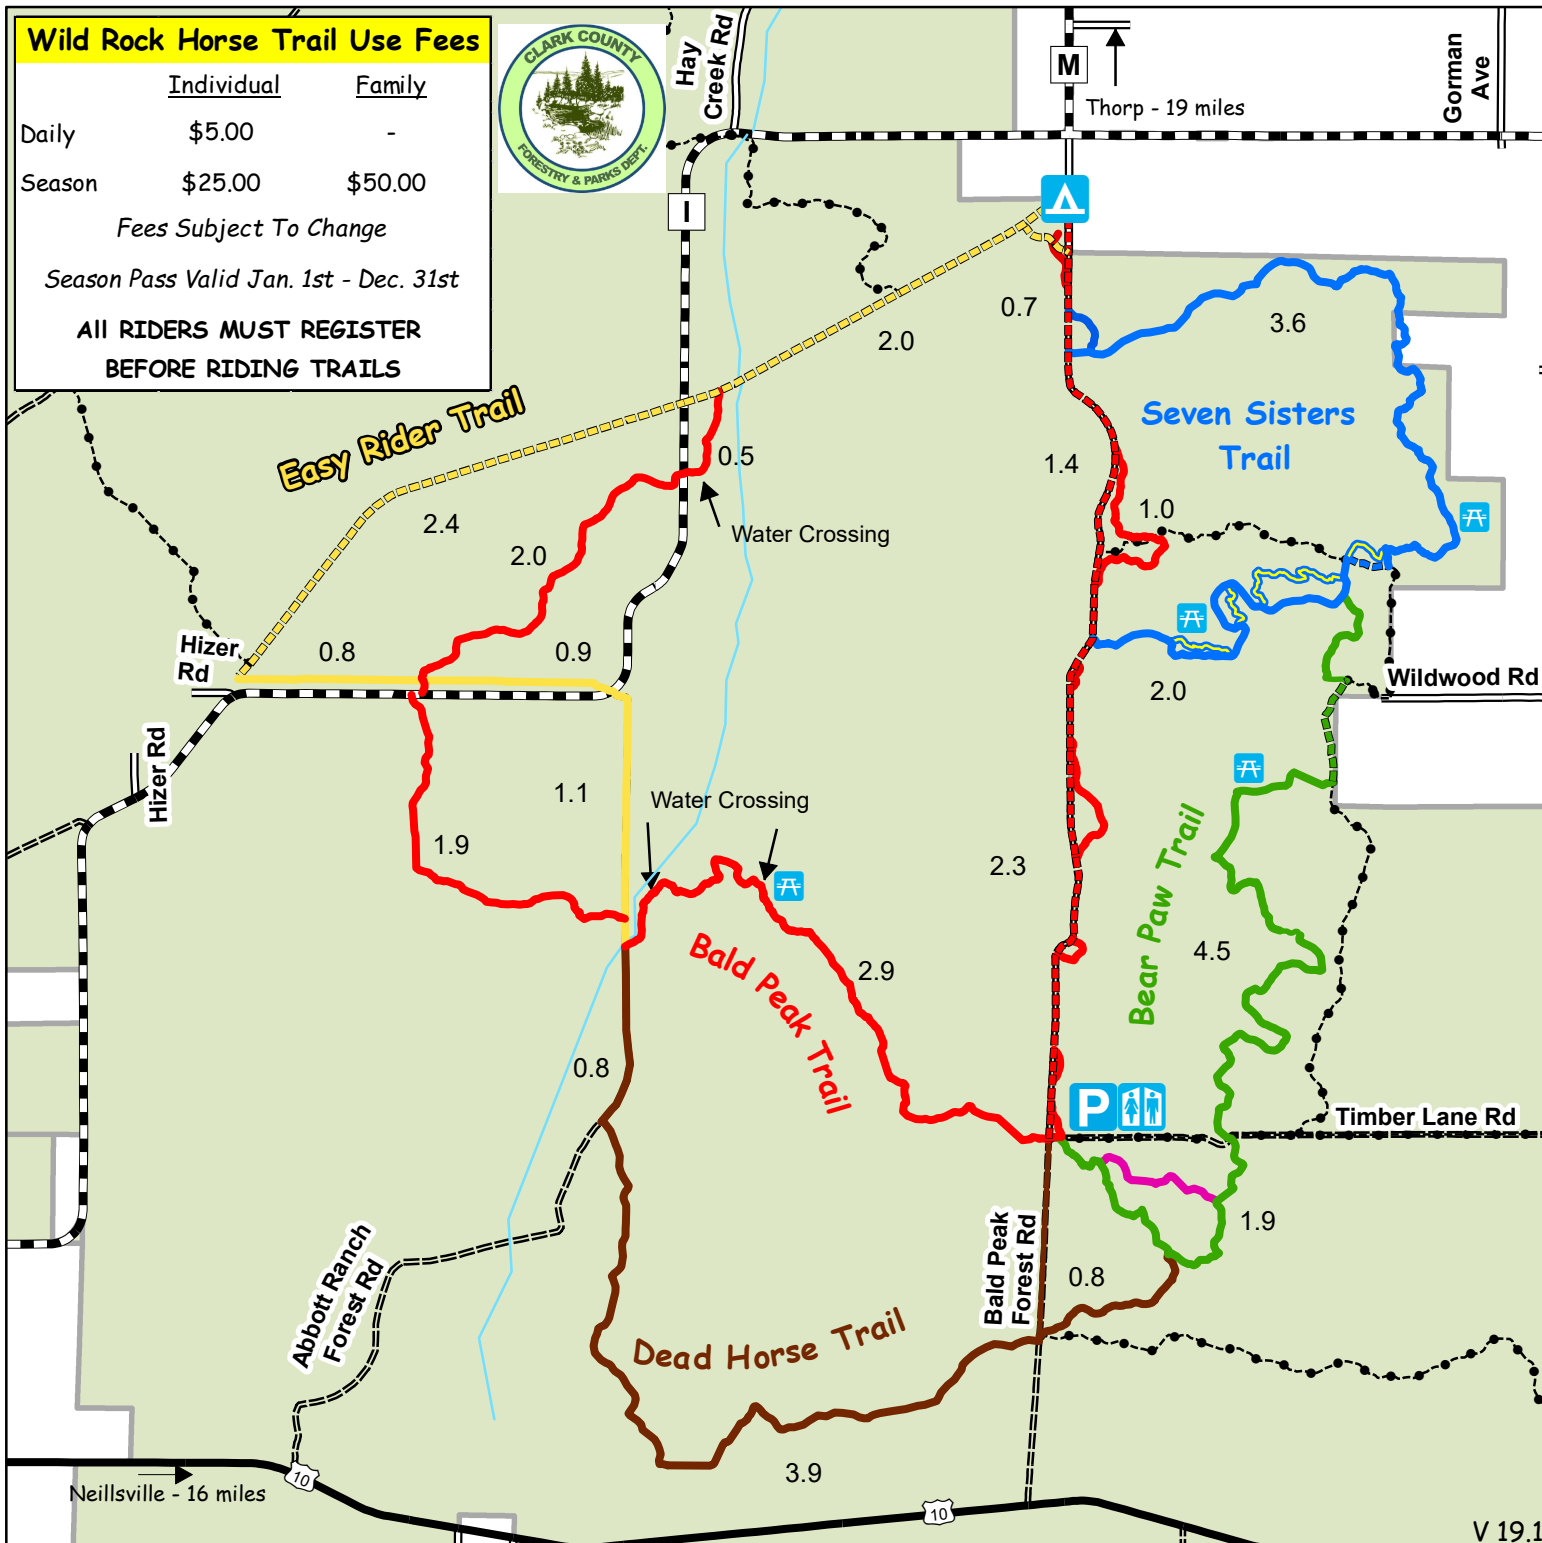 Wild Rock Horse Trail Use Fees
Individual Family
Daily $5.00 -
Season $25.00 $50.00
Fees Subject To Change
Season Pass Valid Jan. 1st - Dec. 31st
All RIDERS MUST REGISTER
BEFORE RIDING TRAILS
CLARK COUNTY
FORESTRY & PARKS DEPT.
Hay
Creek Rd
M
Thorp - 19 miles
Gorman
Ave
I
0.7
3.6
2.0
Easy Rider Trail
Seven Sisters
Trail
0.5
1.4
1.0
2.4
Water Crossing
2.0
Hizer
Rd
0.8
0.9
2.0
Wildwood Rd
Hizer Rd
1.1
Water Crossing
1.9
2.3
Bear Paw Trail
4.5
Bald Peak Trail
2.9
0.8
P
Timber Lane Rd
1.9
Bald Peak
Forest Rd
0.8
Abbott Ranch
Forest Rd
Dead Horse Trail
3.9
10
Neillsville - 16 miles
10
V 19.1